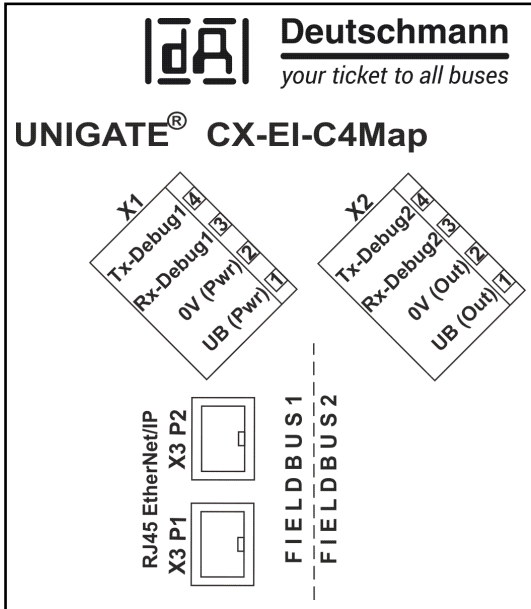 dA
Deutschmann
your ticket to all buses
UNIGATE® CX-EI-C4Map
X1
Tx-Debug1 4
Rx-Debug1 3
0V (Pwr) 2
UB (Pwr) 1
X2
Tx-Debug2 4
Rx-Debug2 3
0V (Out) 2
UB (Out) 1
RJ45 EtherNet/IP
X3 P2
X3 P1
FIELDBUS1
FIELDBUS2